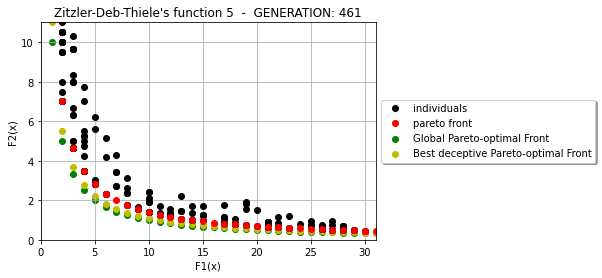 Zitzler-Deb-Thiele's function 5 - GENERATION: 461
F2(x)
10
8
6
4
2
0
0 5 10 15 20 25 30
F1(x)
individuals
pareto front
Global Pareto-optimal Front
Best deceptive Pareto-optimal Front